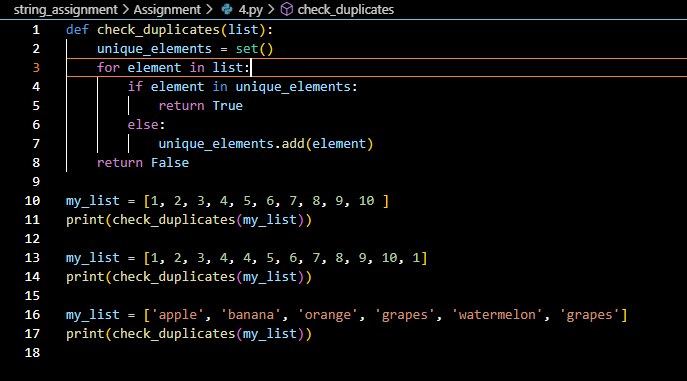 string_assignment > Assignment > 4.py > check_duplicates
1 def check_duplicates(list):
2     unique_elements = set()
3     for element in list:
4         if element in unique_elements:
5             return True
6         else:
7             unique_elements.add(element)
8     return False
9
10 my_list = [1, 2, 3, 4, 5, 6, 7, 8, 9, 10 ]
11 print(check_duplicates(my_list))
12
13 my_list = [1, 2, 3, 4, 4, 5, 6, 7, 8, 9, 10, 1]
14 print(check_duplicates(my_list))
15
16 my_list = ['apple', 'banana', 'orange', 'grapes', 'watermelon', 'grapes']
17 print(check_duplicates(my_list))
18